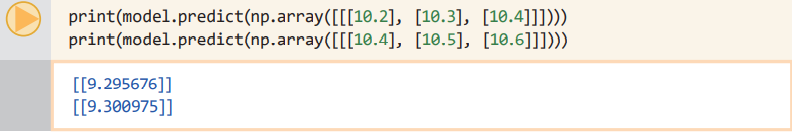 print(model.predict(np.array([[[10.2], [10.3], [10.4]]])))
print(model.predict(np.array([[[10.4], [10.5], [10.6]]])))
[[9.295676]]
[[9.300975]]